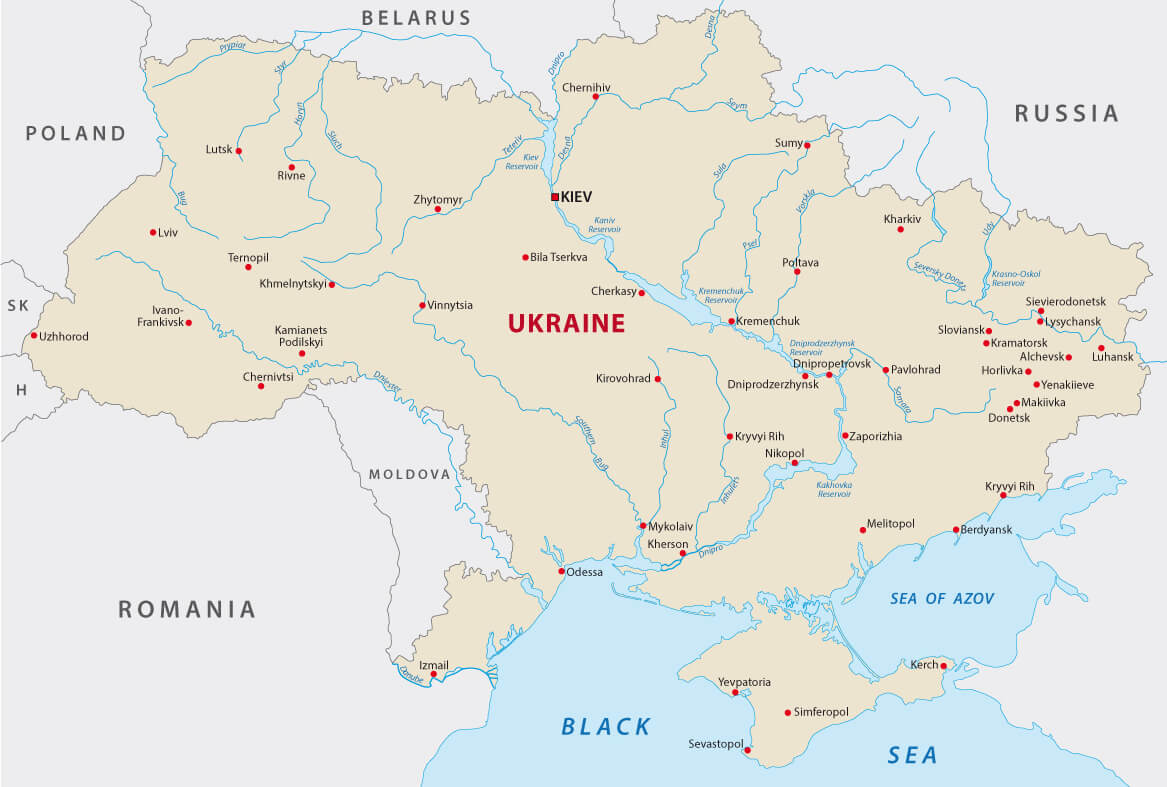 BELARUS
Desna
Prypiat
Dnipro
Styr
Chernihiv
Seym
Horyn
RUSSIA
POLAND
Sluch
Teteriv
Desna
Sumy
Lutsk
Kiev
Reservoir
Sula
Rivne
Bug
Zhytomyr
KIEV
Vorskla
Kaniv
Reservoir
Kharkiv
Udy
Lviv
Psel
Ternopil
Bila Tserkva
Poltava
Seversky Donets
Krasno-Oskol
Reservoir
Khmelnytskyi
Cherkasy
Kremenchuk
Reservoir
SK
Vinnytsia
Sievierodonetsk
Ivano-
Frankivsk
UKRAINE
Kremenchuk
Lysychansk
Kamianets
Podilskyi
Sloviansk
Uzhhorod
Dniprodzerzhynsk
Reservoir
Kramatorsk
Alchevsk
Luhansk
Dnipropetrovsk
Chernivtsi
Dniester
Kirovohrad
Dniprodzerzhynsk
Pavlohrad
Horlivka
H
Yenakiieve
Samara
Makiivka
Donetsk
Southern
Bug
Inhul
Kryvyi Rih
Zaporizhia
Nikopol
MOLDOVA
Inhulets
Kakhovka
Reservoir
Kryvyi Rih
Mykolaiv
Melitopol
Berdyansk
Kherson
Dnipro
Odessa
SEA OF AZOV
ROMANIA
Izmail
Danube
Kerch
Yevpatoria
Simferopol
BLACK
Sevastopol
SEA